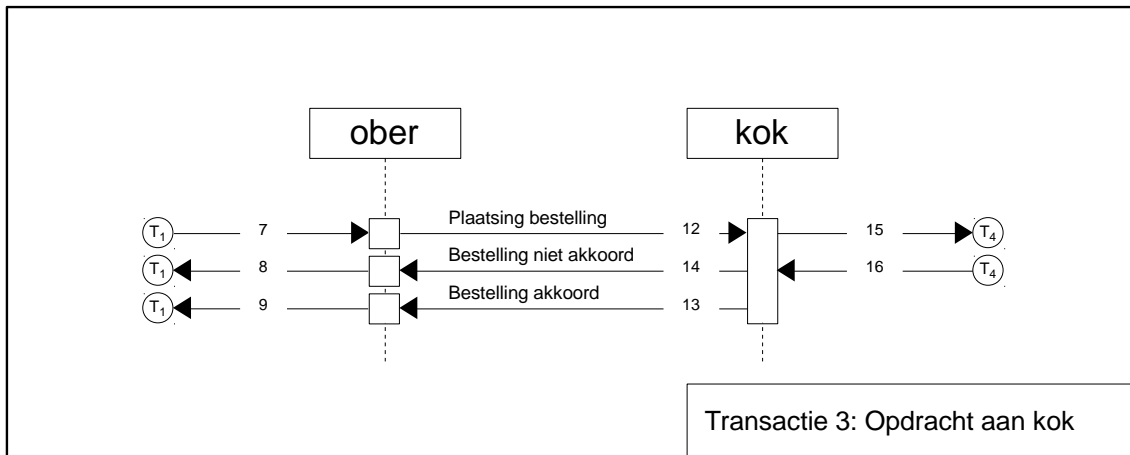 ober kok
T1 7 Plaatsing bestelling 12 15 T4
T1 8 Bestelling niet akkoord 14 16 T4
T1 9 Bestelling akkoord 13
Transactie 3: Opdracht aan kok